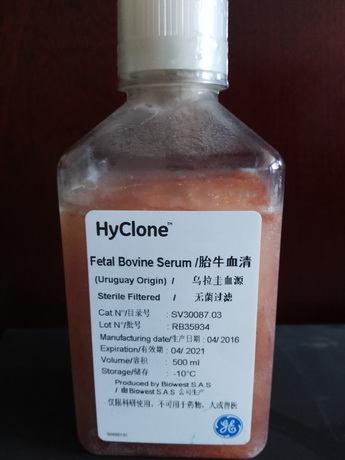 HyClone™
Fetal Bovine Serum /胎牛血清
(Uruguay Origin) / 乌拉圭血源
Sterile Filtered / 无菌过滤
Cat.N°/目录号 : SV30087.03
Lot N°/批号 : RB35934
Manufacturing date/生产日期 : 04/2016
Expiration/有效期 : 04/2021
Volume/容积 : 500 ml
Storage/储存 : -10°C
Produced by Biowest S.A.S
/ 由 Biowest S.A.S 公司生产
仅限科研使用，不可用于药物，人或兽医
GE